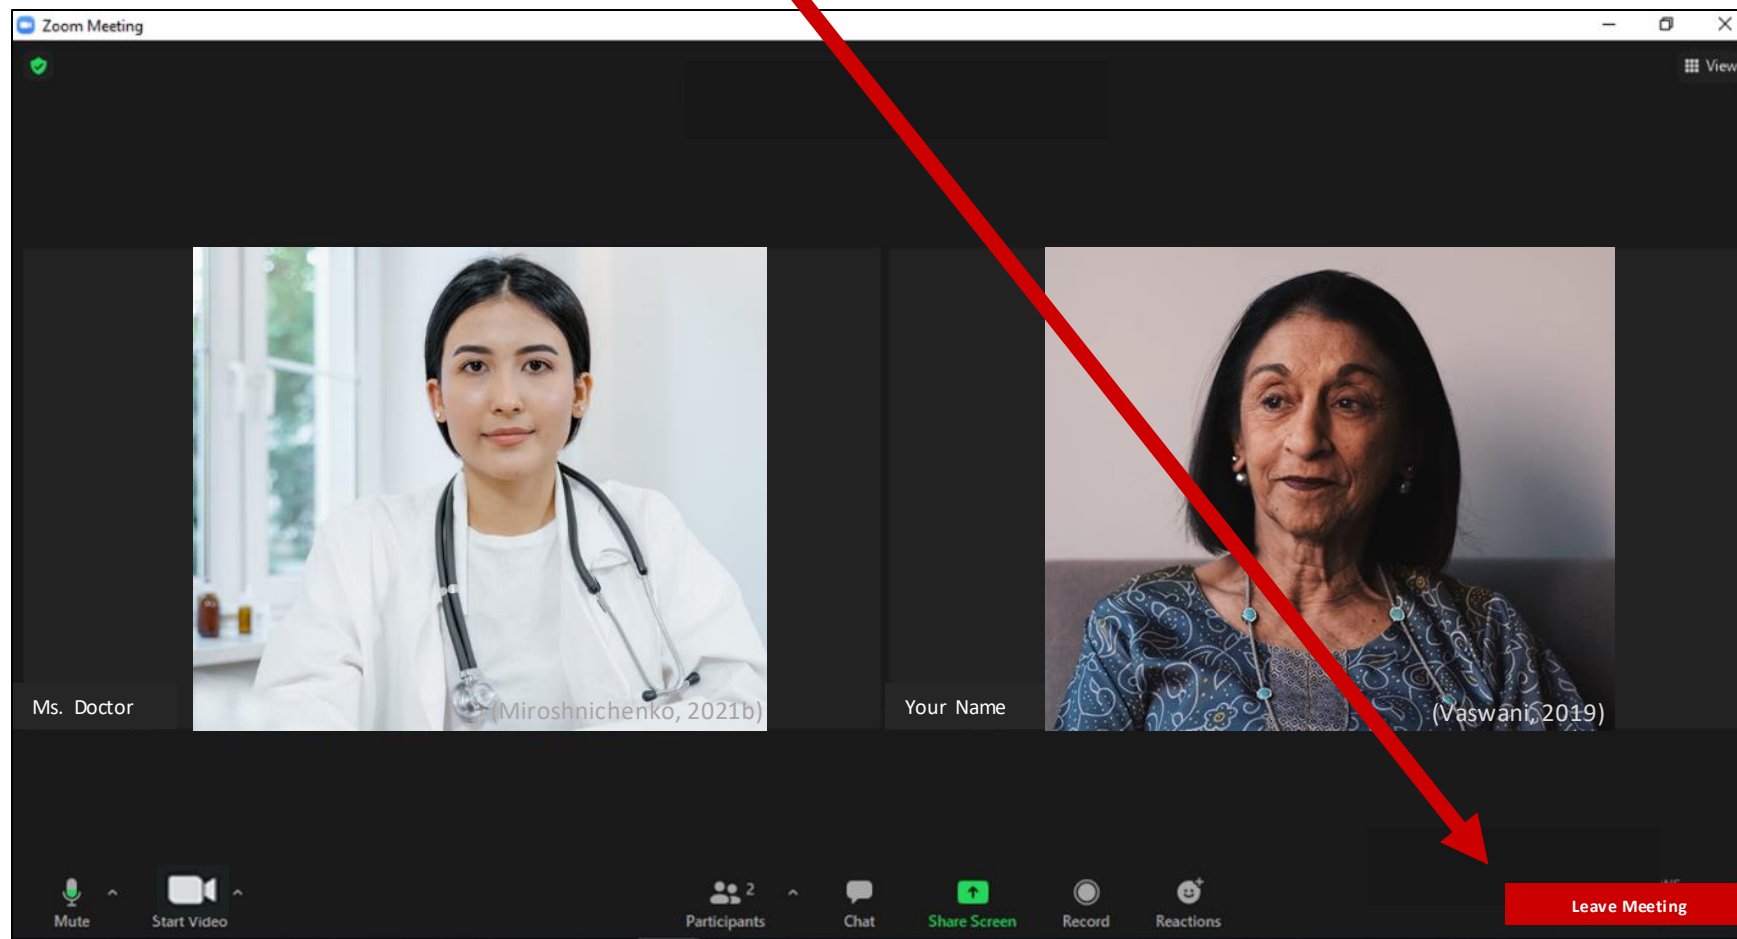 Zoom Meeting
View
Ms. Doctor
(Miroshnichenko, 2021b)
Your Name
(Vaswani, 2019)
Mute
Start Video
Participants
2
Chat
Share Screen
Record
Reactions
Leave Meeting